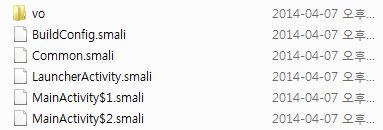 vo 2014-04-07 오후...
BuildConfig.smali 2014-04-07 오후...
Common.smali 2014-04-07 오후...
LauncherActivity.smali 2014-04-07 오후...
MainActivity$1.smali 2014-04-07 오후...
MainActivity$2.smali 2014-04-07 오후...